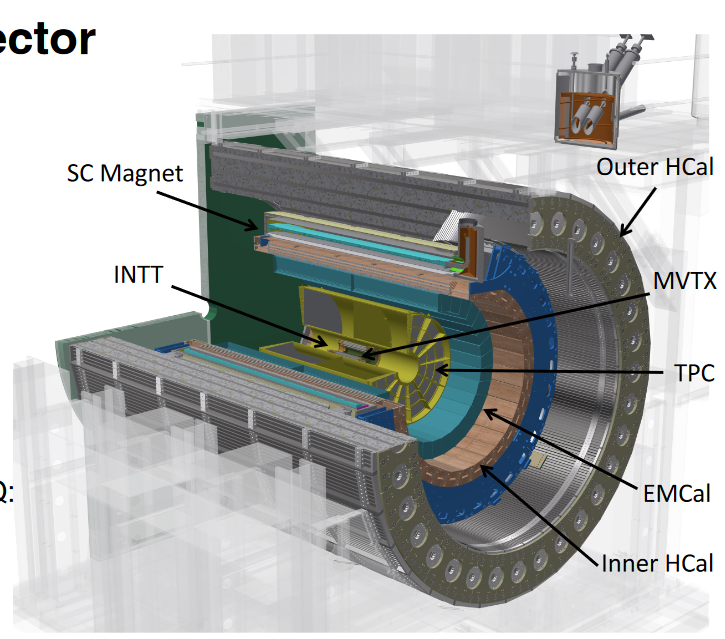 ector
SC Magnet
Outer HCal
INTT
MVTX
TPC
Q:
EMCal
Inner HCal